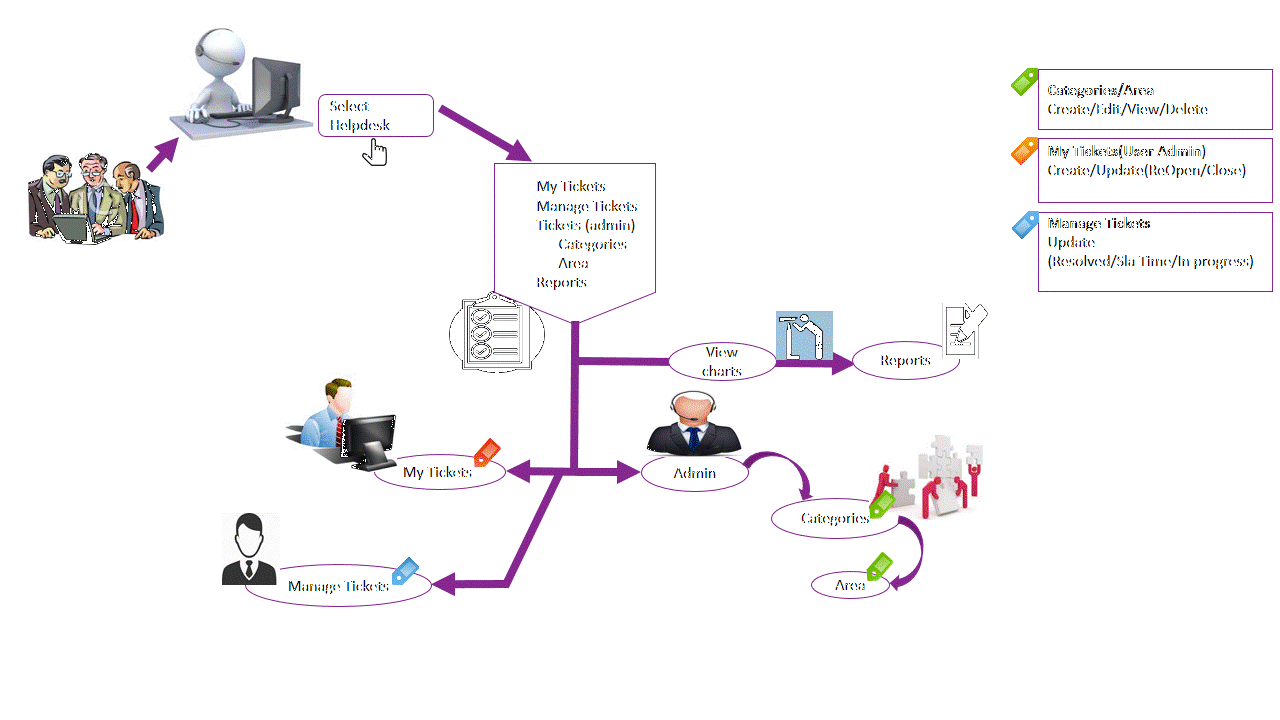 Select
Helpdesk
My Tickets
Manage Tickets
Tickets (admin)
Categories
Area
Reports
View
charts
Reports
My Tickets
Admin
Categories
Area
Manage Tickets
Categories/Area
Create/Edit/View/Delete
My Tickets(User Admin)
Create/Update(ReOpen/Close)
Manage Tickets
Update
(Resolved/Sla Time/In progress)